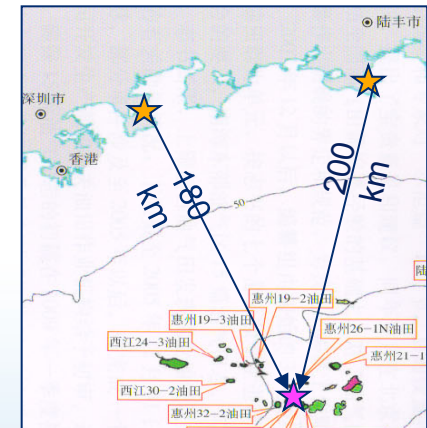 陆丰市
深圳市
香港
180
km
200
km
50
陆
惠州19-2油田
惠州19-3油田
惠州26-1N油田
西江24-3油田
惠州21-1
西江30-2油田
惠州32-2油田